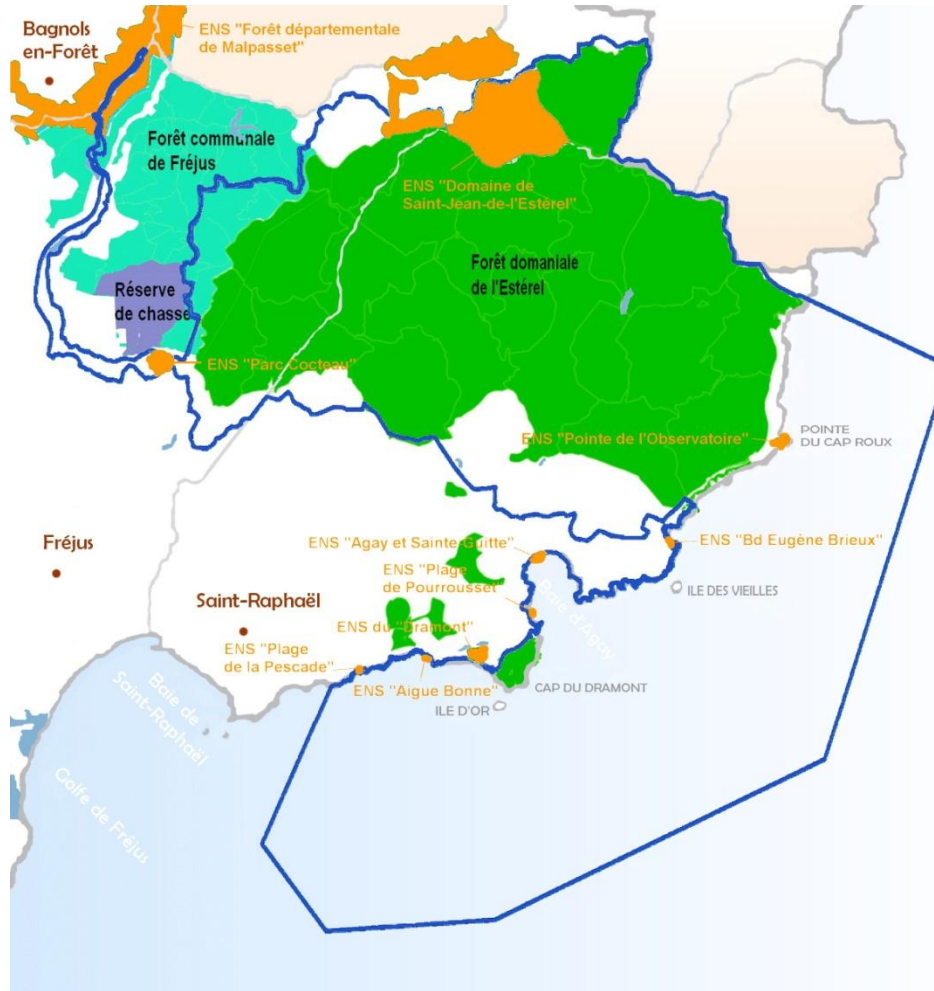 Bagnols
en-Forêt
ENS "Forêt départementale
de Malpasset"
Forêt communale
de Fréjus
ENS "Domaine de
Saint-Jean-de-l'Estérel"
Forêt domaniale
de l'Estérel
Réserve
de chasse
ENS "Parc Cocteau"
ENS "Pointe de l'Observatoire"
POINTE
DU CAP ROUX
Fréjus
ENS "Agay et Sainte Guitte"
ENS "Bd Eugène Brieux"
ENS "Plage
de Pourrousset"
Baie d'Agay
ILE DES VIEILLES
Saint-Raphaël
ENS du "Dramont"
ENS "Plage
de la Pescade"
ENS "Aigue Bonne"
CAP DU DRAMONT
ILE D'OR
Baie de
Saint-Raphaël
Golfe de Fréjus